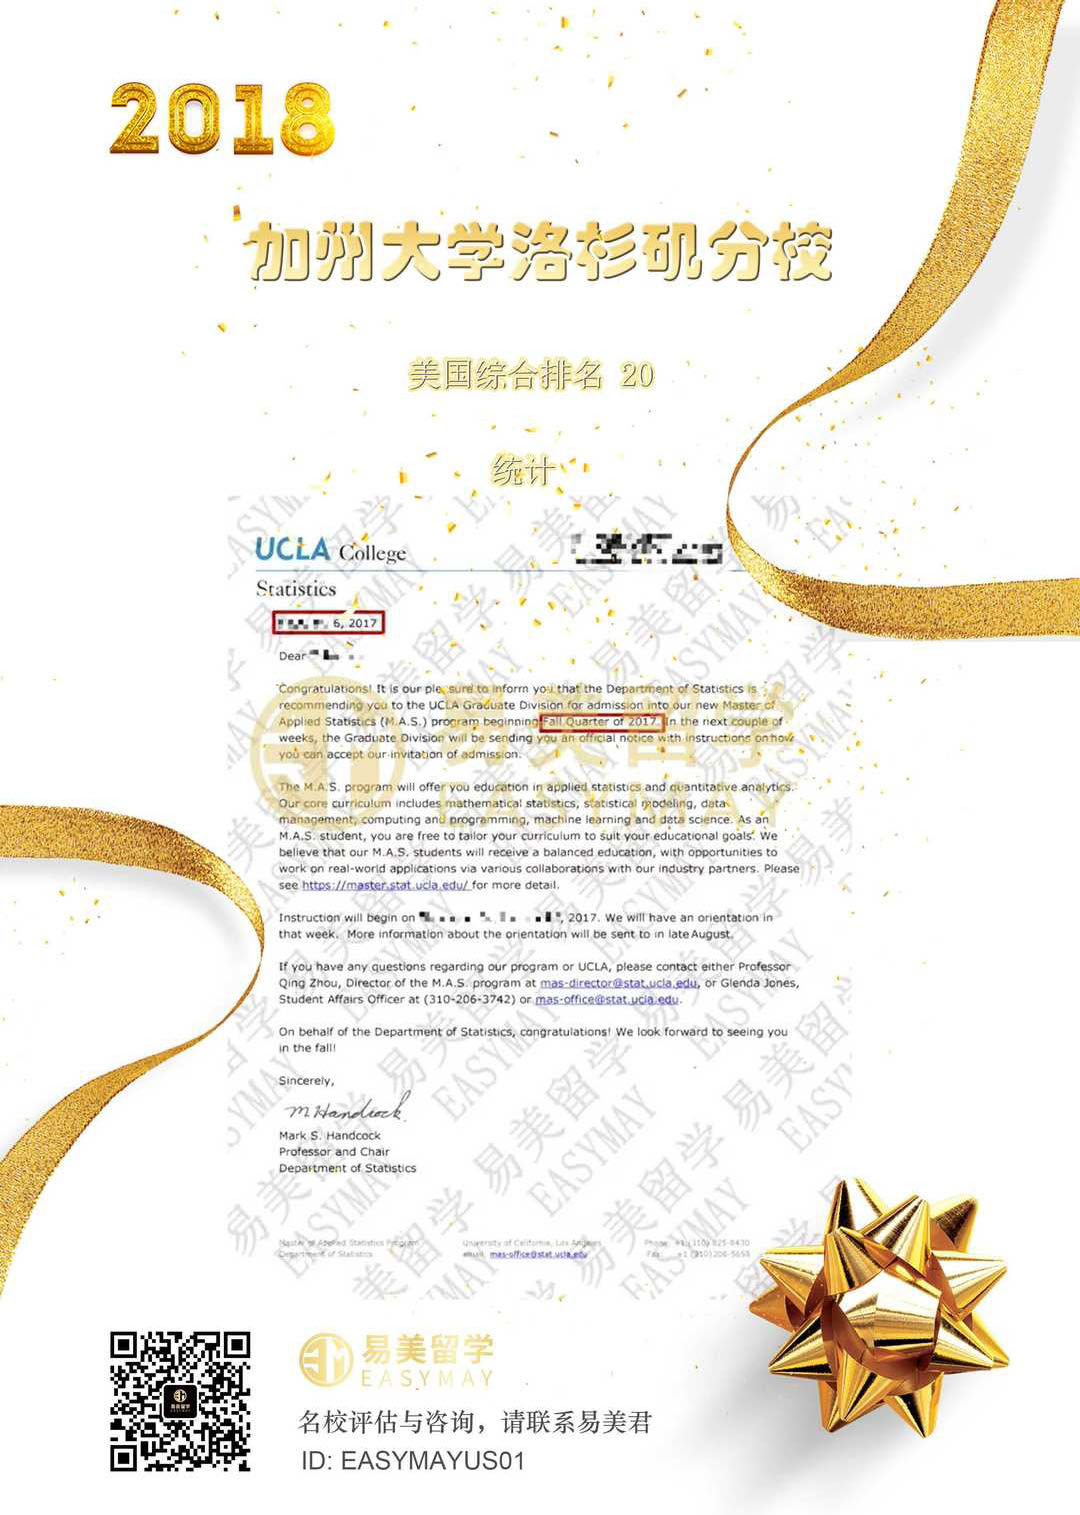 2018
加州大学洛杉矶分校
美国综合排名 20
统计
UCLA College
Statistics
6, 2017
Dear
Congratulations! It is our pleasure to inform you that the Department of Statistics is
recommending you to the UCLA Graduate Division for admission into our new Master of
Applied Statistics (M.A.S.) program beginning Fall Quarter of 2017. In the next couple of
weeks, the Graduate Division will be sending you an official notice with instructions on how
you can accept our invitation of admission.
The M.A.S. program will offer you education in applied statistics and quantitative analytics.
Our core curriculum includes mathematical statistics, statistical modeling, data
management, computing and programming, machine learning and data science. As an
M.A.S. student, you are free to tailor your curriculum to suit your educational goals. We
believe that our M.A.S. students will receive a balanced education, with opportunities to
work on real-world applications via various collaborations with our industry partners. Please
see https://master.stat.ucla.edu/ for more detail.
Instruction will begin on , 2017. We will have an orientation in
that week. More information about the orientation will be sent to in late August.
If you have any questions regarding our program or UCLA, please contact either Professor
Qing Zhou, Director of the M.A.S. program at mas-director@stat.ucla.edu, or Glenda Jones,
Student Affairs Officer at (310-206-3742) or mas-office@stat.ucla.edu.
On behalf of the Department of Statistics, congratulations! We look forward to seeing you
in the fall!
Sincerely,
M Handcock
Mark S. Handcock
Professor and Chair
Department of Statistics
Master of Applied Statistics Program University of California, Los Angeles Phone: +1 (310) 825-8430
Department of Statistics email: mas-office@stat.ucla.edu Fax: +1 (310) 206-5658
易美留学
EASYMAY
易美留学
EASYMAY
名校评估与咨询，请联系易美君
ID: EASYMAYUS01